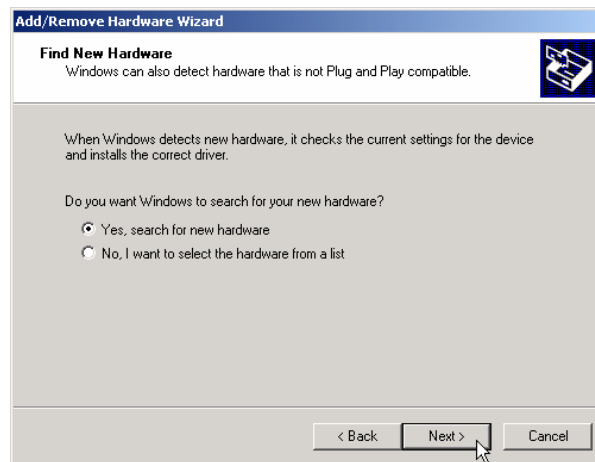 Add/Remove Hardware Wizard
Find New Hardware
Windows can also detect hardware that is not Plug and Play compatible.
When Windows detects new hardware, it checks the current settings for the device
and installs the correct driver.
Do you want Windows to search for your new hardware?
Yes, search for new hardware
No, I want to select the hardware from a list
< Back
Next >
Cancel